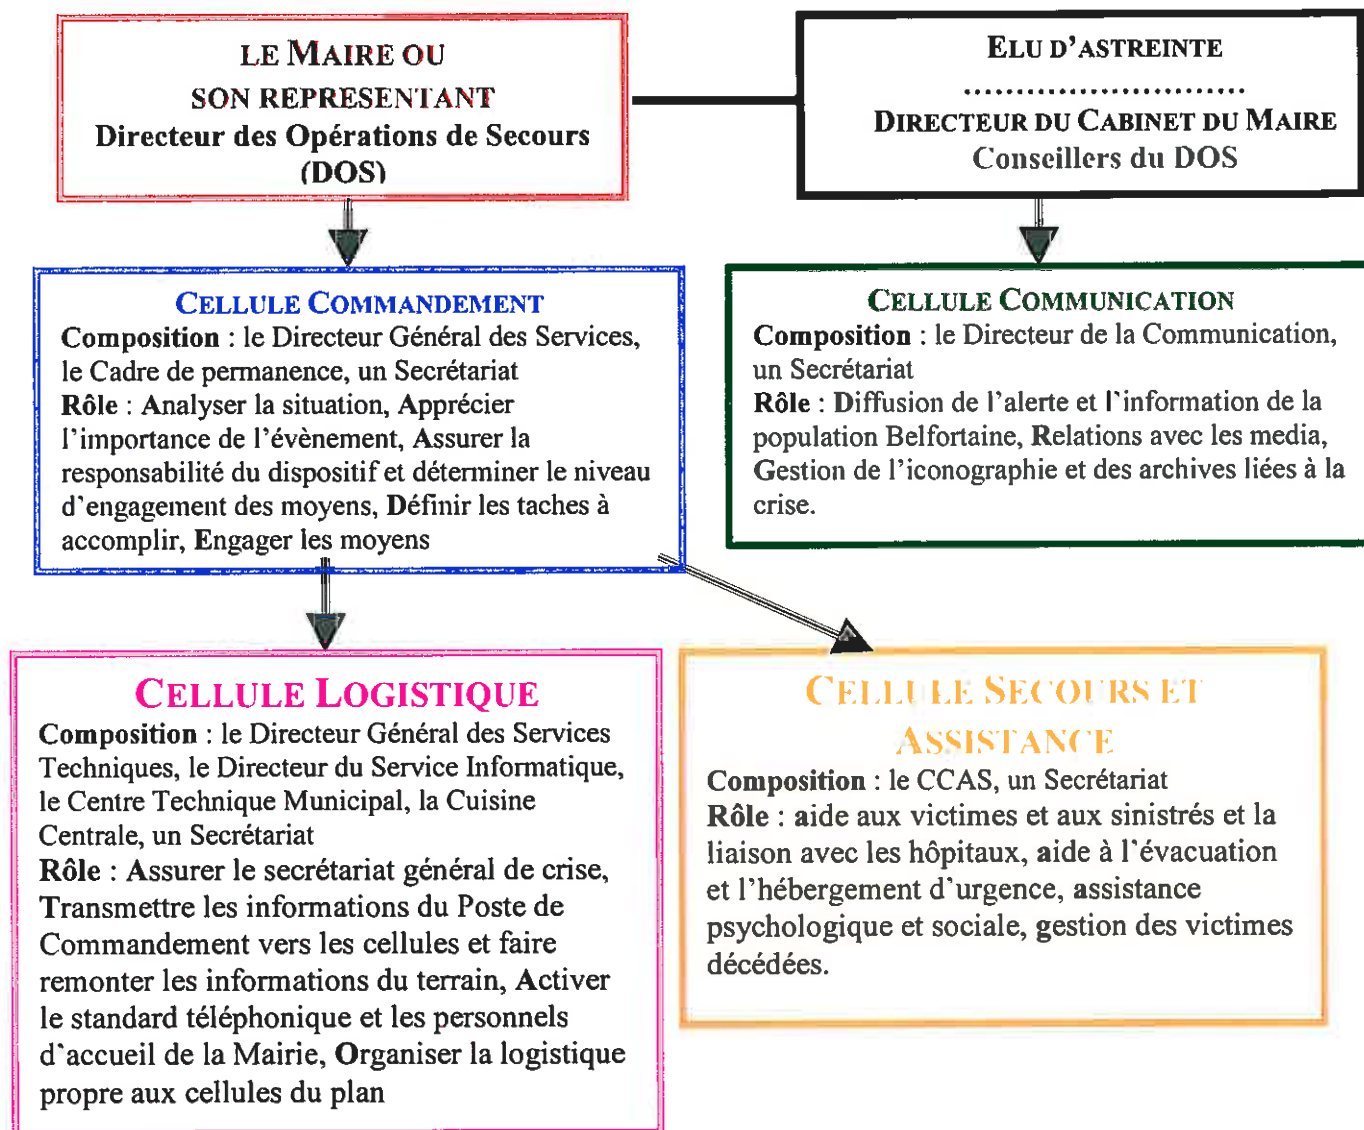 LE MAIRE OU
SON REPRESENTANT
Directeur des Opérations de Secours
(DOS)
ELU D'ASTREINTE
............................
DIRECTEUR DU CABINET DU MAIRE
Conseillers du DOS
CELLULE COMMANDEMENT
Composition : le Directeur Général des Services,
le Cadre de permanence, un Secrétariat
Rôle : Analyser la situation, Apprécier
l'importance de l'évènement, Assurer la
responsabilité du dispositif et déterminer le niveau
d'engagement des moyens, Définir les taches à
accomplir, Engager les moyens
CELLULE COMMUNICATION
Composition : le Directeur de la Communication,
un Secrétariat
Rôle : Diffusion de l'alerte et l'information de la
population Belfortaine, Relations avec les media,
Gestion de l'iconographie et des archives liées à la
crise.
CELLULE LOGISTIQUE
Composition : le Directeur Général des Services
Techniques, le Directeur du Service Informatique,
le Centre Technique Municipal, la Cuisine
Centrale, un Secrétariat
Rôle : Assurer le secrétariat général de crise,
Transmettre les informations du Poste de
Commandement vers les cellules et faire
remonter les informations du terrain, Activer
le standard téléphonique et les personnels
d'accueil de la Mairie, Organiser la logistique
propre aux cellules du plan
CELLULE SECOURS ET
ASSISTANCE
Composition : le CCAS, un Secrétariat
Rôle : aide aux victimes et aux sinistrés et la
liaison avec les hôpitaux, aide à l'évacuation
et l'hébergement d'urgence, assistance
psychologique et sociale, gestion des victimes
décédées.